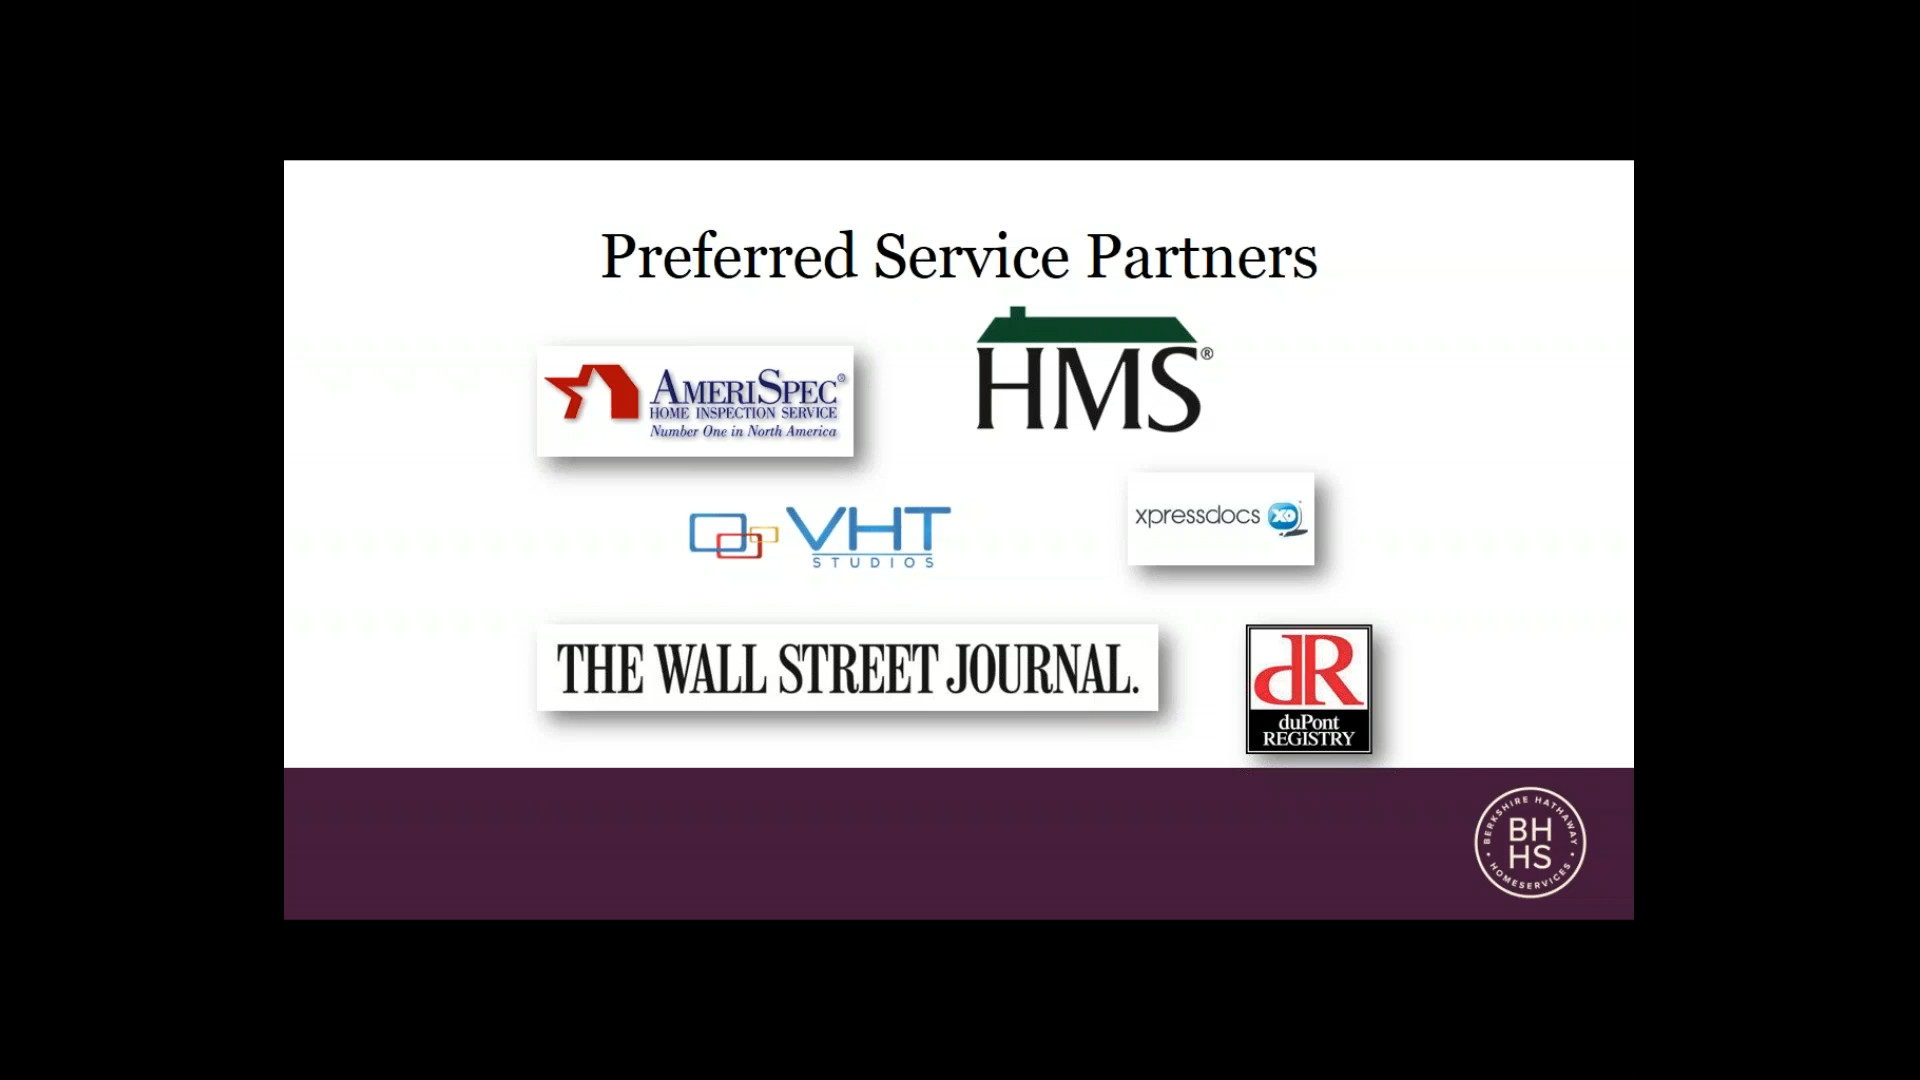 Preferred Service Partners
AMERISPEC®
HOME INSPECTION SERVICE
Number One in North America
HMS®
VHT
STUDIOS
xpressdocs XD
THE WALL STREET JOURNAL.
dR
duPont
REGISTRY
BERKSHIRE HATHAWAY
BH
HS
HOMESERVICES